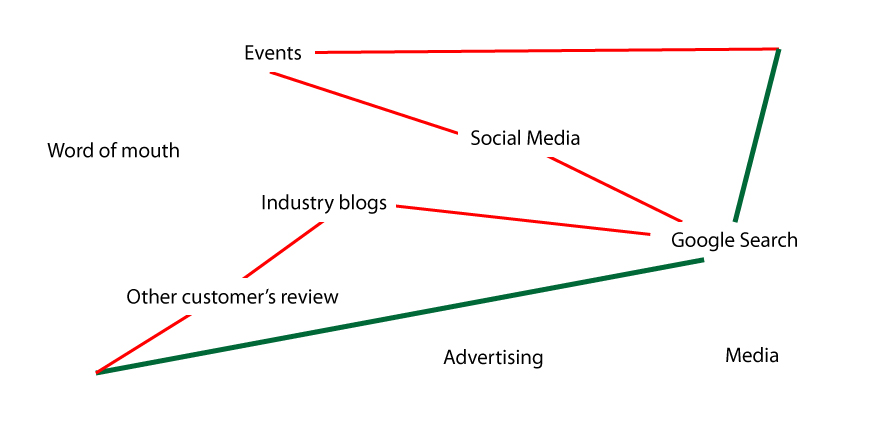 Events
Social Media
Word of mouth
Industry blogs
Google Search
Other customer’s review
Advertising
Media